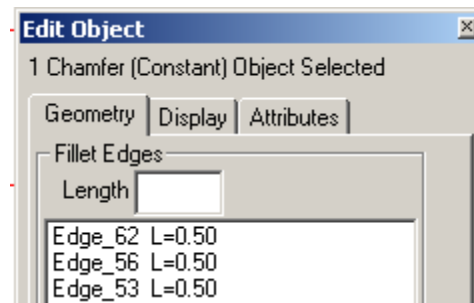 Edit Object
1 Chamfer (Constant) Object Selected
Geometry Display Attributes
Fillet Edges
Length
Edge_62 L=0.50
Edge_56 L=0.50
Edge_53 L=0.50